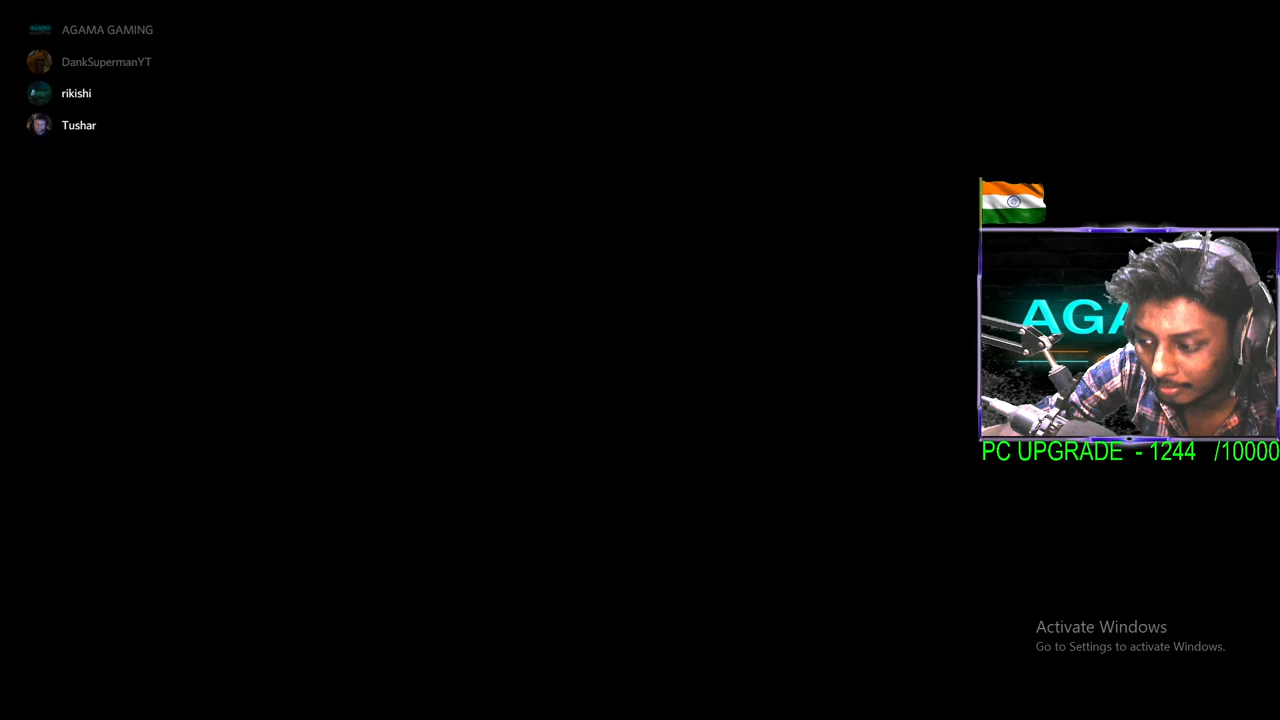 AGAMA GAMING
DankSupermanYT
rikishi
Tushar
AGA
PC UPGRADE - 1244 /10000
Activate Windows
Go to Settings to activate Windows.